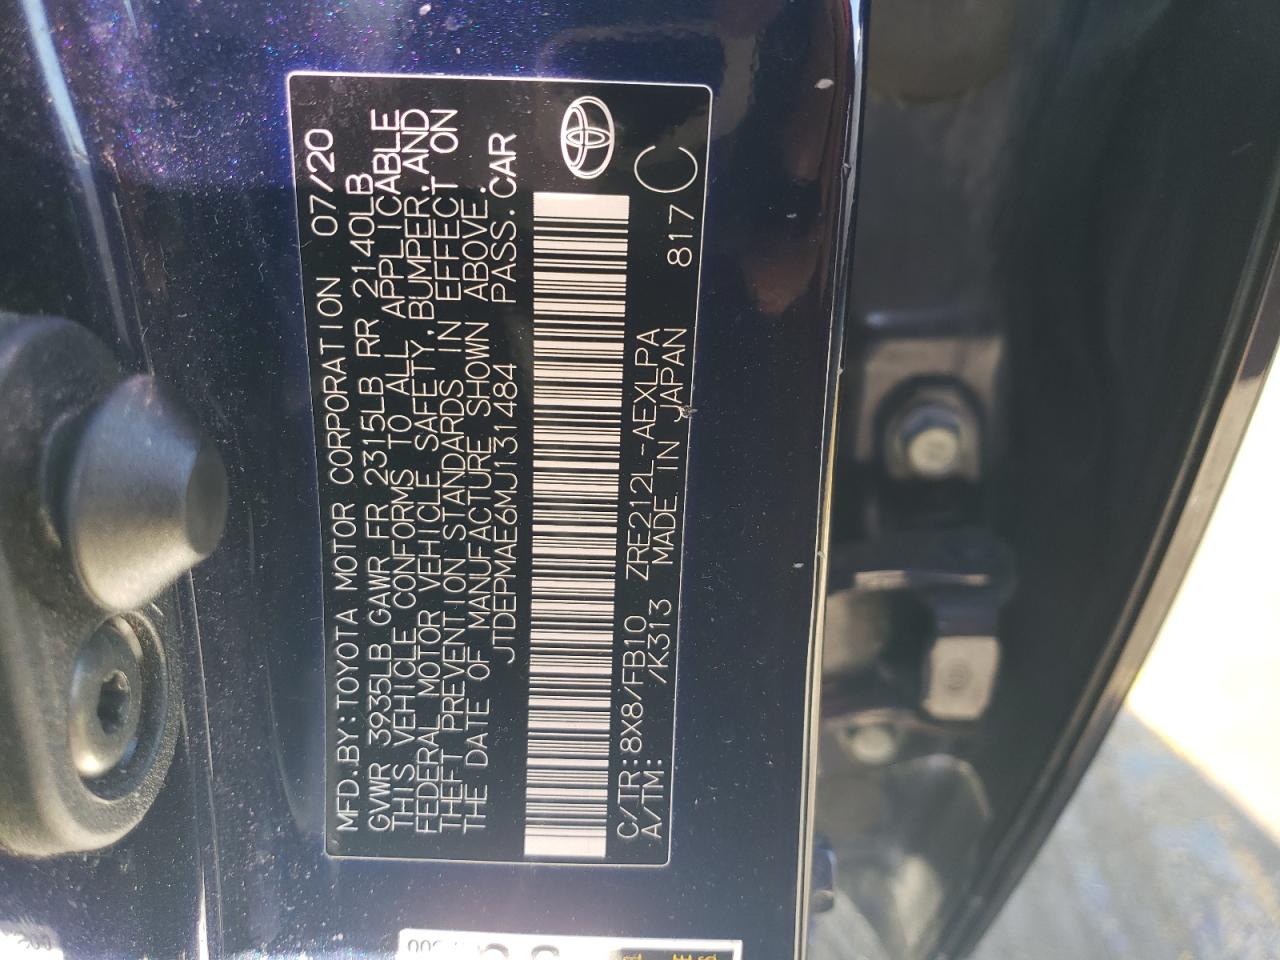 MFD.BY:TOYOTA MOTOR CORPORATION 07/20
GVWR 3935LB GAWR FR 2315LB RR 2140LB
THIS VEHICLE CONFORMS TO ALL APPLICABLE
FEDERAL MOTOR VEHICLE SAFETY, BUMPER, AND
THEFT PREVENTION STANDARDS IN EFFECT ON
THE DATE OF MANUFACTURE SHOWN ABOVE.
JTDEPMAE6MJ131484 PASS.CAR
C/TR:8X8/FB10 ZRE212L-AEXLPA 817 C
A/TM: /K313 MADE IN JAPAN